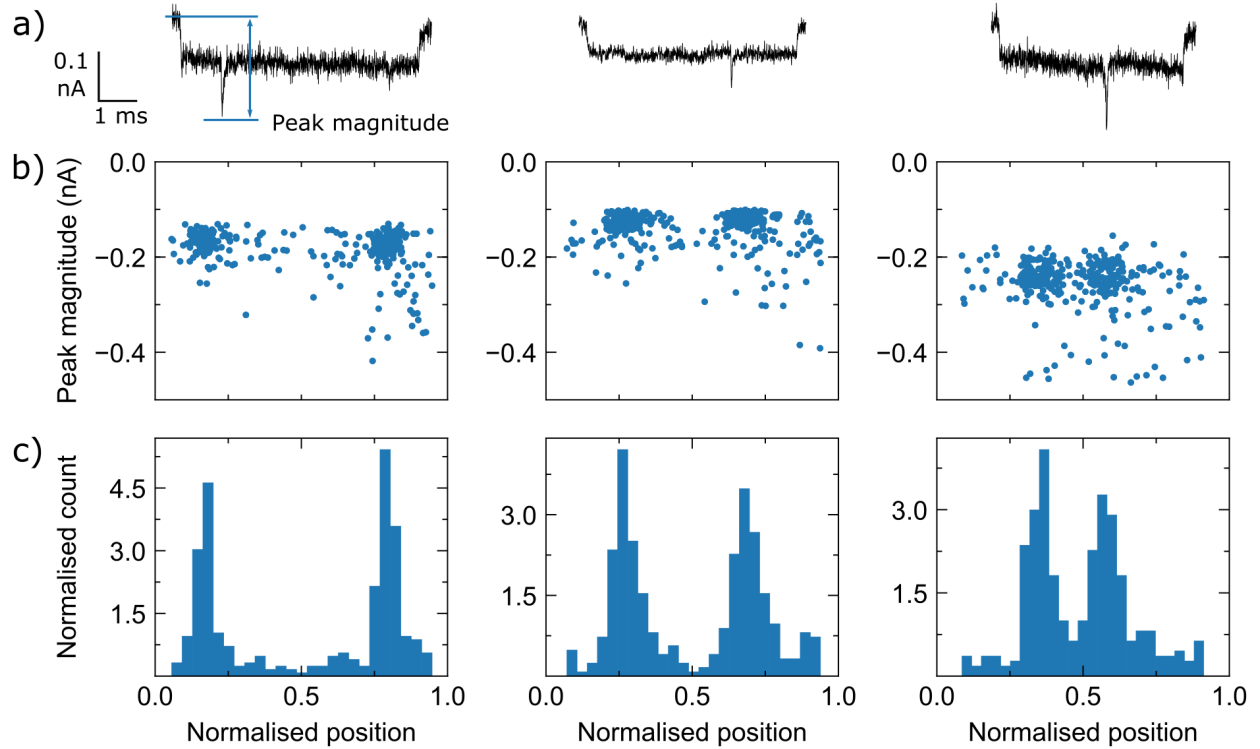 a)
0.1
nA
1 ms
Peak magnitude
b)
Peak magnitude (nA)
0.0
−0.2
−0.4
0.0
−0.2
−0.4
0.0
−0.2
−0.4
c)
Normalised count
4.5
3.0
1.5
3.0
1.5
3.0
1.5
0.0 0.5 1.0
0.0 0.5 1.0
0.0 0.5 1.0
Normalised position
Normalised position
Normalised position